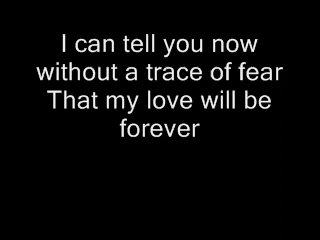 I can tell you now
without a trace of fear
That my love will be
forever